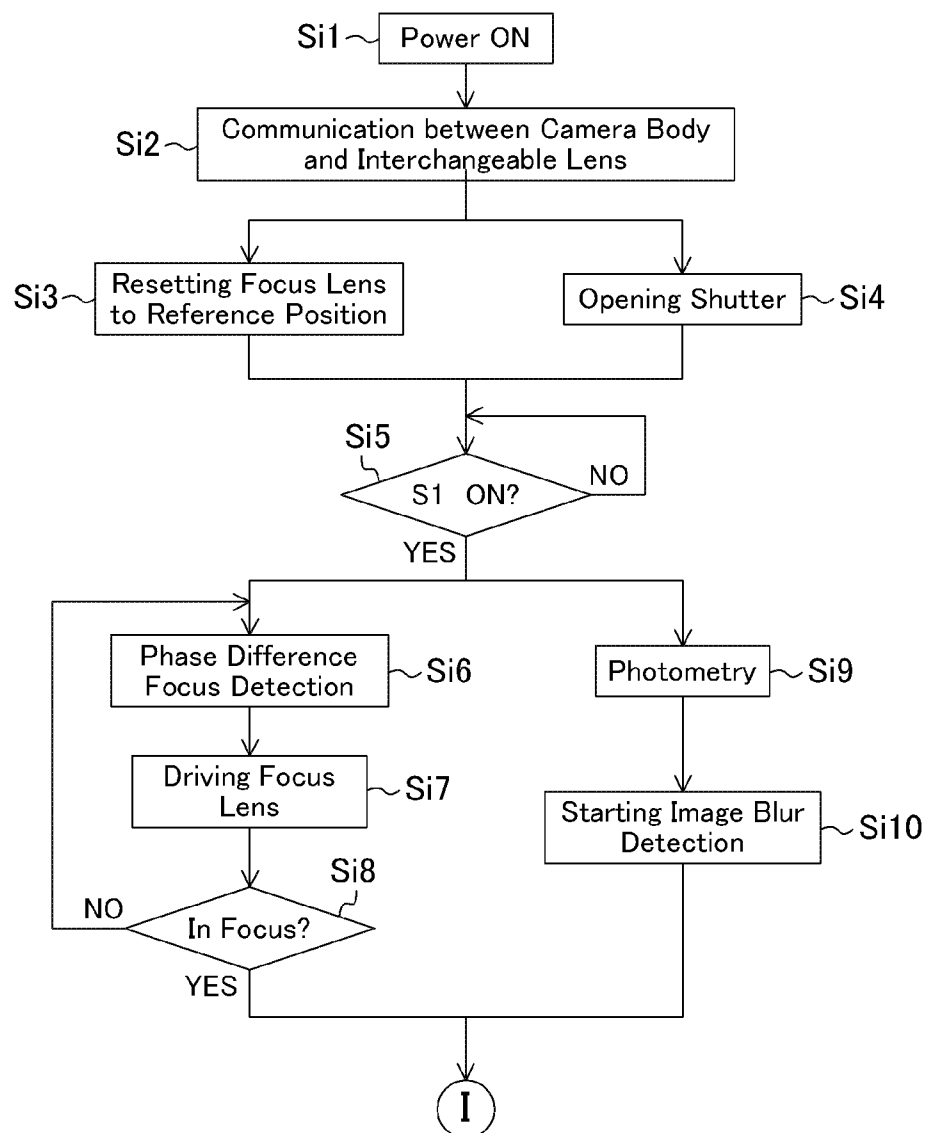 Si1
Power ON
Si2
Communication between Camera Body
and Interchangeable Lens
Si3
Resetting Focus Lens
to Reference Position
Opening Shutter
Si4
Si5
S1 ON?
NO
YES
Phase Difference
Focus Detection
Si6
Photometry
Si9
Driving Focus
Lens
Si7
Starting Image Blur
Detection
Si10
Si8
NO
In Focus?
YES
I